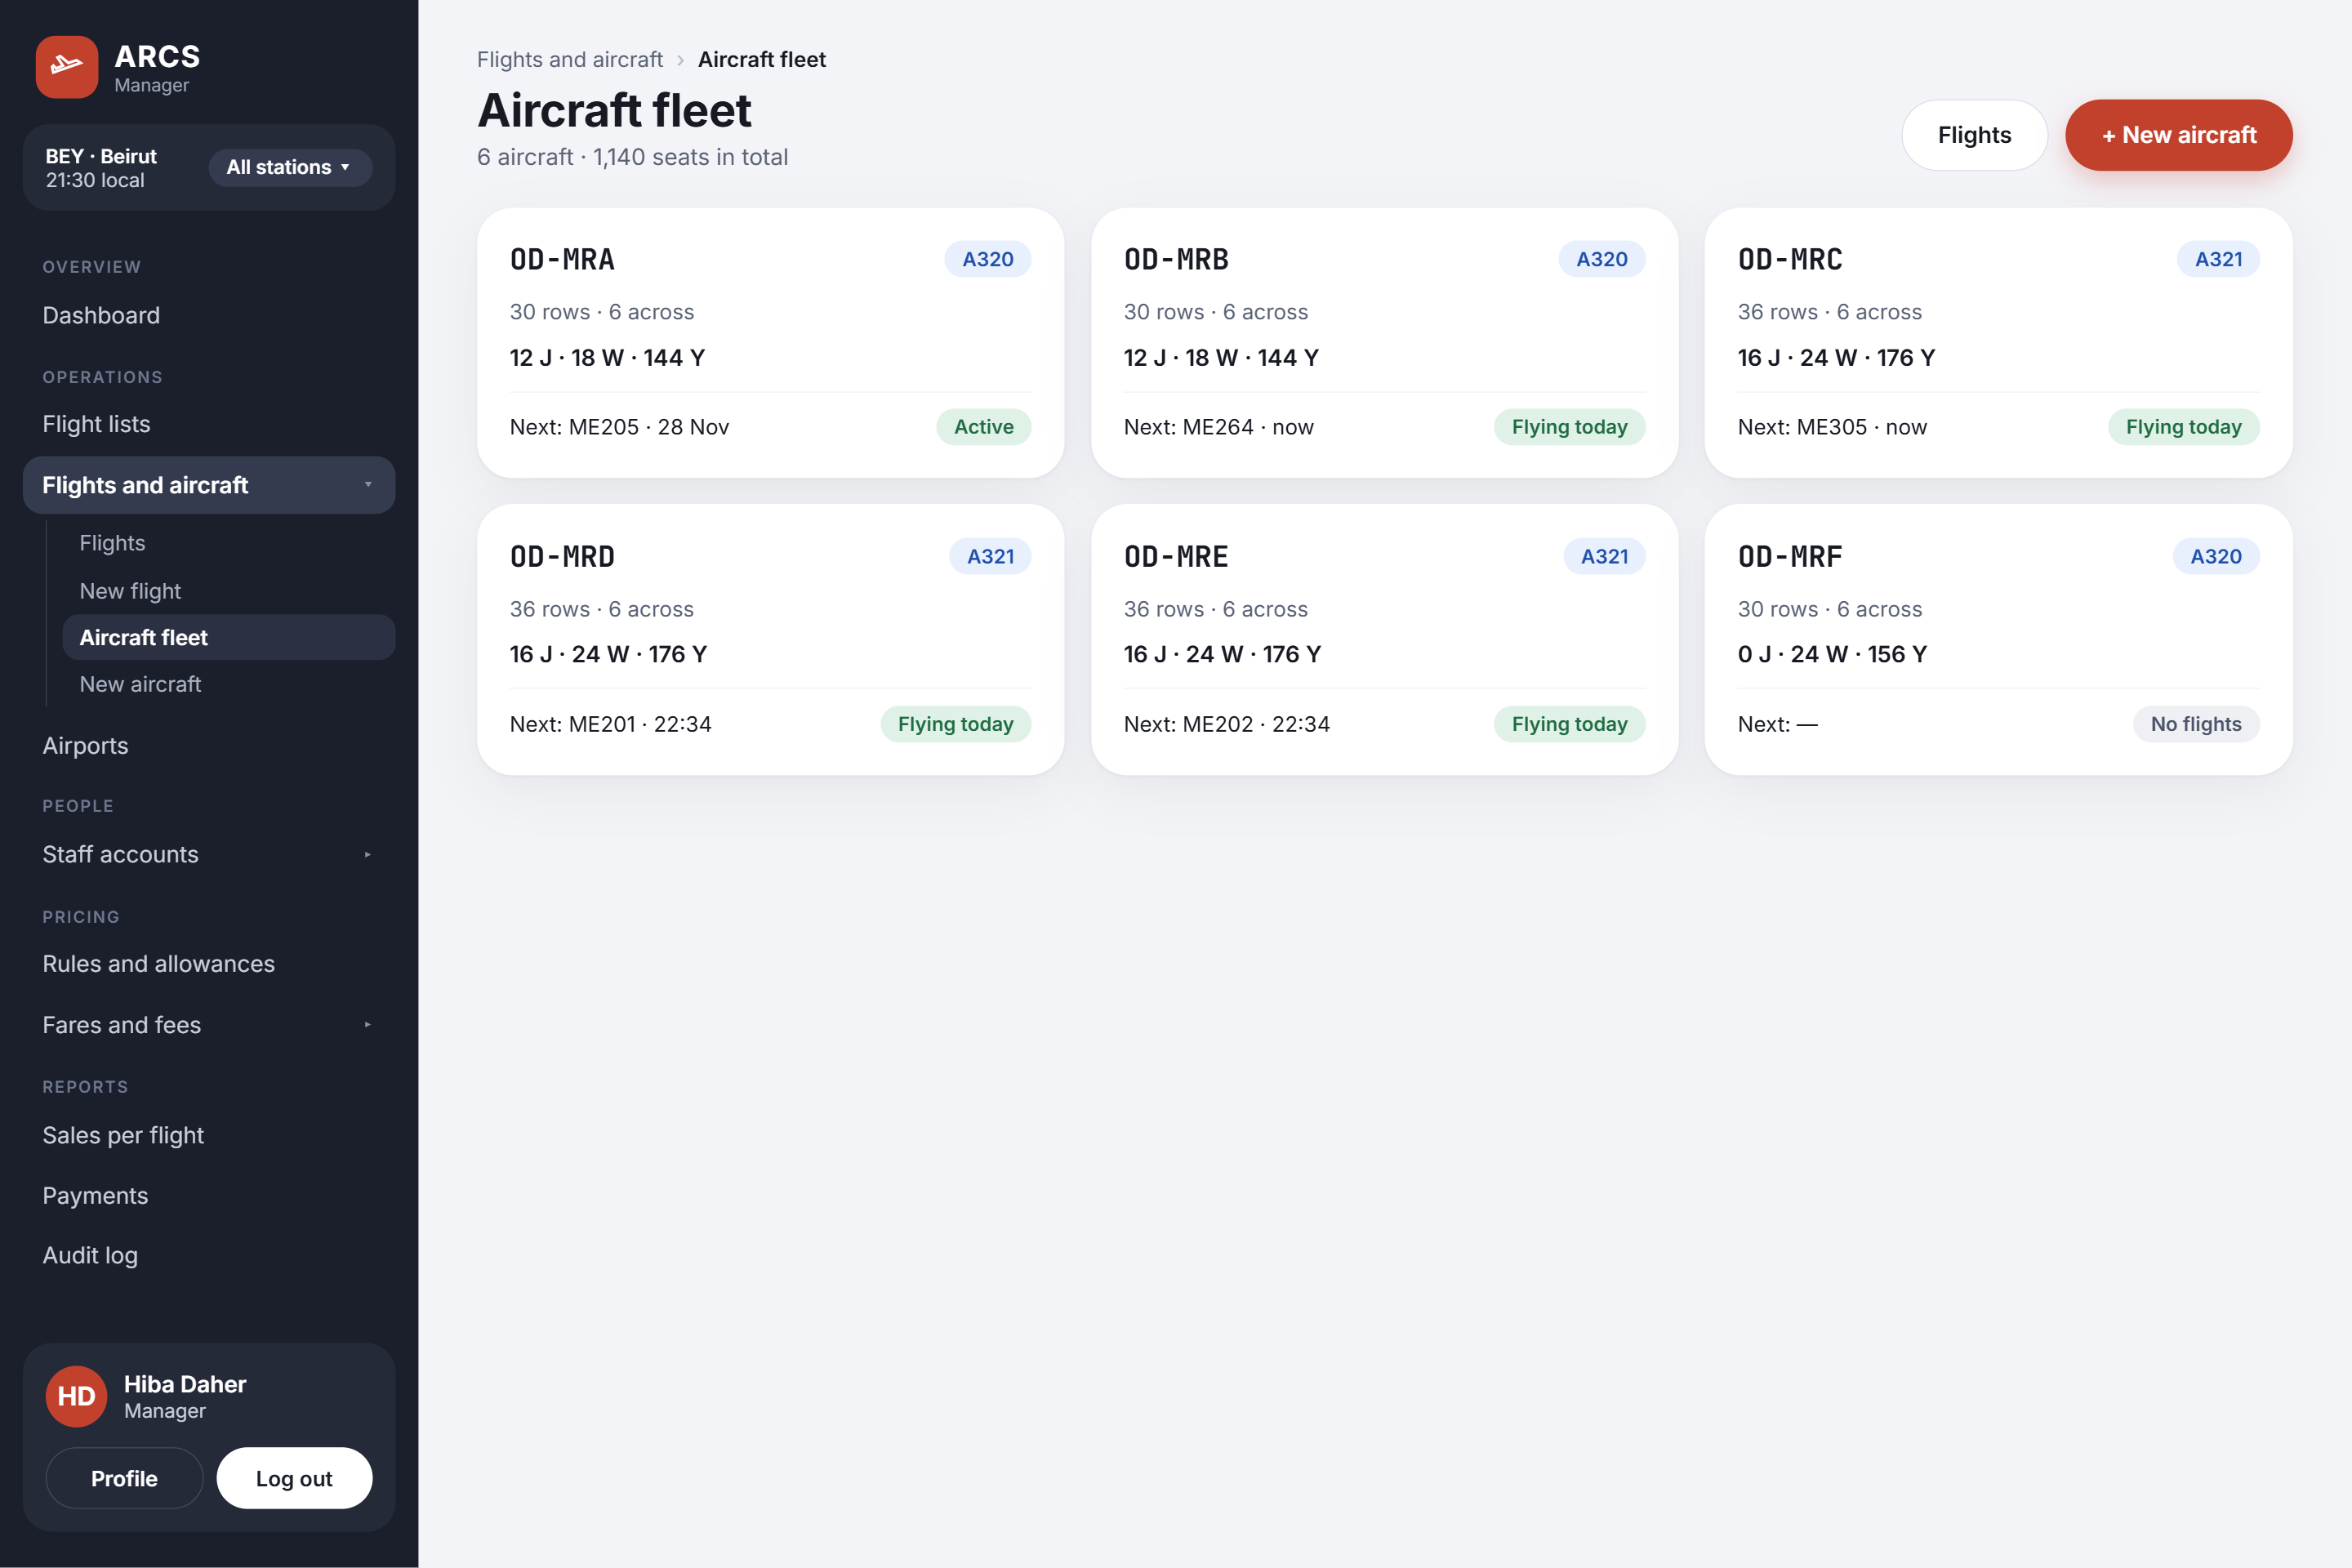 ARCS
Manager
BEY · Beirut
21:30 local
All stations ▾
OVERVIEW
Dashboard
OPERATIONS
Flight lists
Flights and aircraft ▾
Flights
New flight
Aircraft fleet
New aircraft
Airports
PEOPLE
Staff accounts ▸
PRICING
Rules and allowances
Fares and fees ▸
REPORTS
Sales per flight
Payments
Audit log
HD
Hiba Daher
Manager
Profile
Log out
Flights and aircraft › Aircraft fleet
Aircraft fleet
6 aircraft · 1,140 seats in total
Flights
+ New aircraft
OD-MRA
A320
30 rows · 6 across
12 J · 18 W · 144 Y
Next: ME205 · 28 Nov
Active
OD-MRB
A320
30 rows · 6 across
12 J · 18 W · 144 Y
Next: ME264 · now
Flying today
OD-MRC
A321
36 rows · 6 across
16 J · 24 W · 176 Y
Next: ME305 · now
Flying today
OD-MRD
A321
36 rows · 6 across
16 J · 24 W · 176 Y
Next: ME201 · 22:34
Flying today
OD-MRE
A321
36 rows · 6 across
16 J · 24 W · 176 Y
Next: ME202 · 22:34
Flying today
OD-MRF
A320
30 rows · 6 across
0 J · 24 W · 156 Y
Next: —
No flights